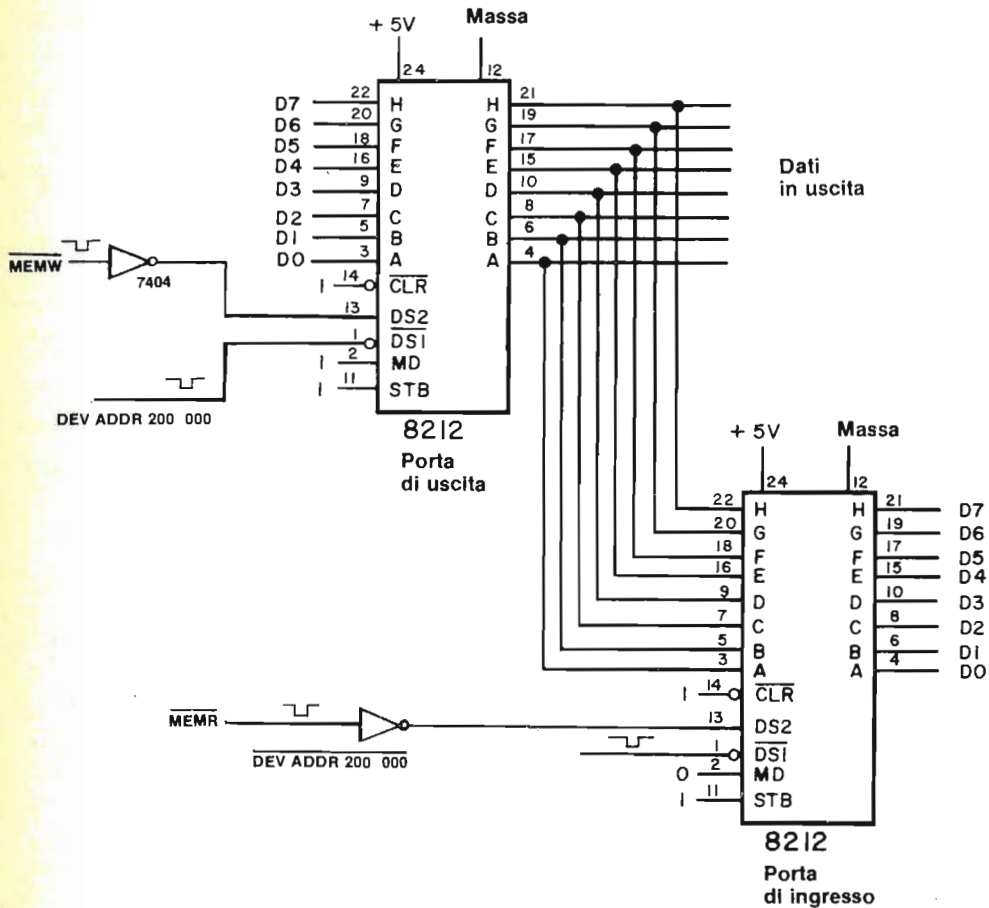 + 5V
Massa
24
12
D7 22 H H 21
D6 20 G G 19
D5 18 F F 17
D4 16 E E 15
D3 9 D D 10
D2 7 C C 8
D1 5 B B 6
D0 3 A A 4
Dati
in uscita
MEMW
7404
1 14 CLR
13 DS2
1 DS1
1 2 MD
1 11 STB
DEV ADDR 200 000
8212
Porta
di uscita
+ 5V
Massa
24
12
22 H H 21 D7
20 G G 19 D6
18 F F 17 D5
16 E E 15 D4
9 D D 10 D3
7 C C 8 D2
5 B B 6 D1
3 A A 4 D0
1 14 CLR
MEMR
13 DS2
DEV ADDR 200 000
1 DS1
0 2 MD
1 11 STB
8212
Porta
di ingresso